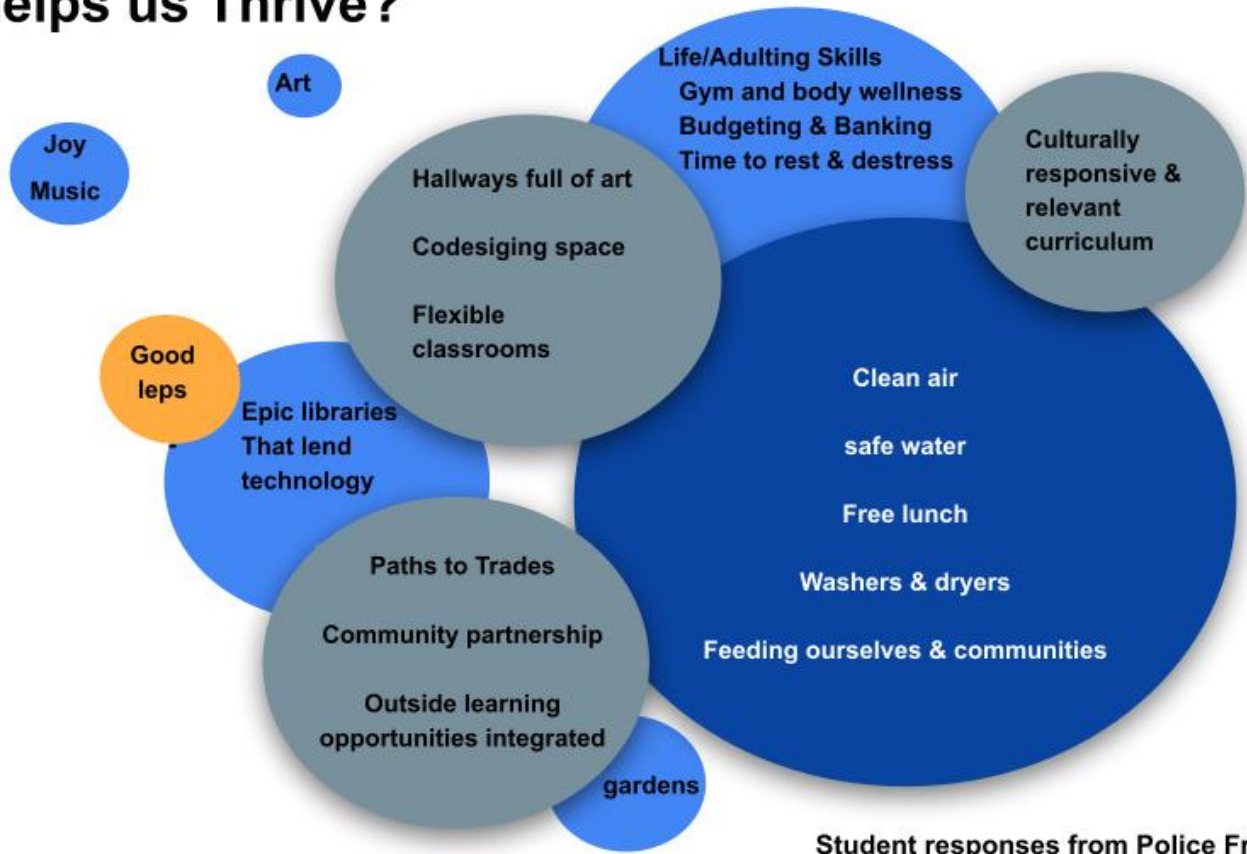 elps us Thrive?
Art
Joy
Music
Life/Adulting Skills
Gym and body wellness
Budgeting & Banking
Time to rest & destress
Culturally
responsive &
relevant
curriculum
Hallways full of art
Codesiging space
Flexible
classrooms
Good
leps
Epic libraries
That lend
technology
Clean air
safe water
Free lunch
Washers & dryers
Feeding ourselves & communities
Paths to Trades
Community partnership
Outside learning
opportunities integrated
gardens
Student responses from Police Fr